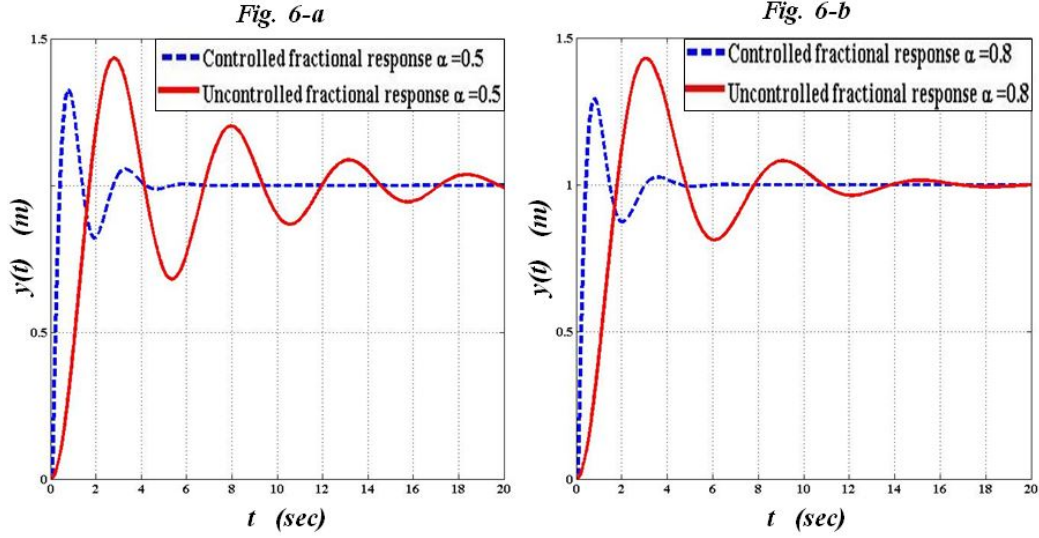 Fig. 6-a
1.5
Controlled fractional response α =0.5
Uncontrolled fractional response α =0.5
1
0.5
0
y(t) (m)
0 2 4 6 8 10 12 14 16 18 20
t (sec)
Fig. 6-b
1.5
Controlled fractional response α =0.8
Uncontrolled fractional response α =0.8
1
0.5
0
y(t) (m)
0 2 4 6 8 10 12 14 16 18 20
t (sec)